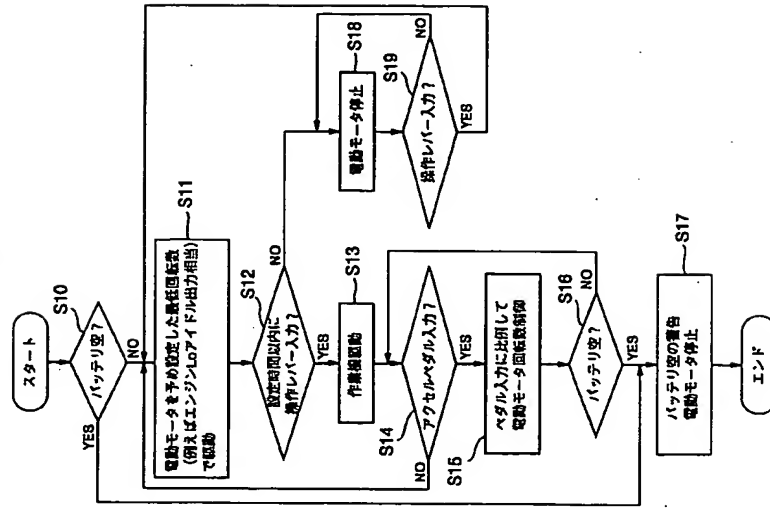 スタート
S10
バッテリ空?
YES
NO
S11
電動モータを予め設定した最低回転数
(例えばエンジンLoアイドル出力相当)
で駆動
S12
設定時間以内に
操作レバー入力?
NO
YES
S13
作業機駆動
S14
アクセルペダル入力?
NO
YES
S15
ペダル入力に比例して
電動モータ回転数制御
S16
バッテリ空?
NO
YES
S17
バッテリ空の警告
電動モータ停止
エンド
S18
電動モータ停止
S19
操作レバー入力?
NO
YES